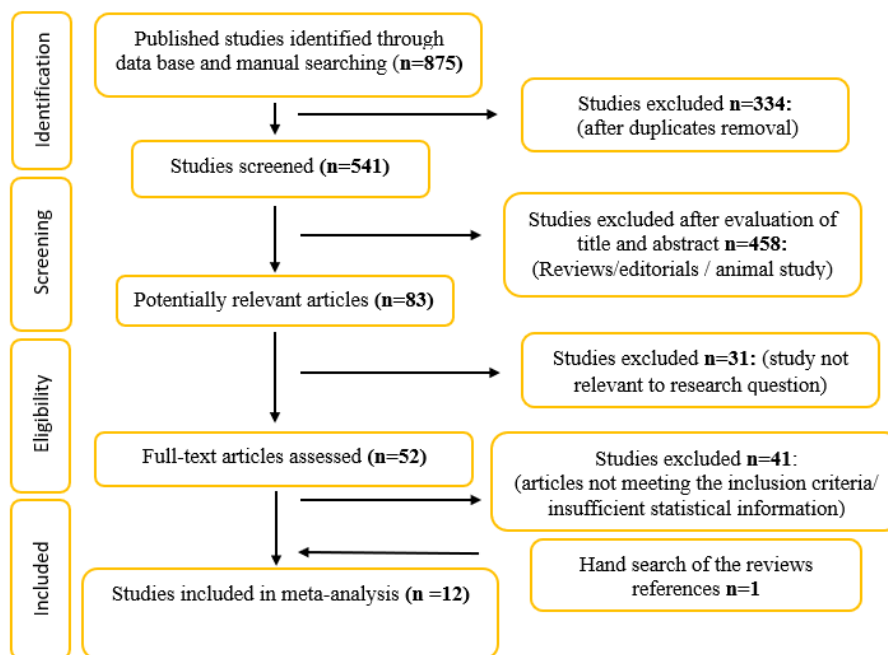 Identification
Published studies identified through
data base and manual searching (n=875)
Studies excluded n=334:
(after duplicates removal)
Studies screened (n=541)
Screening
Studies excluded after evaluation of
title and abstract n=458:
(Reviews/editorials / animal study)
Potentially relevant articles (n=83)
Eligibility
Studies excluded n=31: (study not
relevant to research question)
Full-text articles assessed (n=52)
Studies excluded n=41:
(articles not meeting the inclusion criteria/
insufficient statistical information)
Included
Hand search of the reviews
references n=1
Studies included in meta-analysis (n =12)